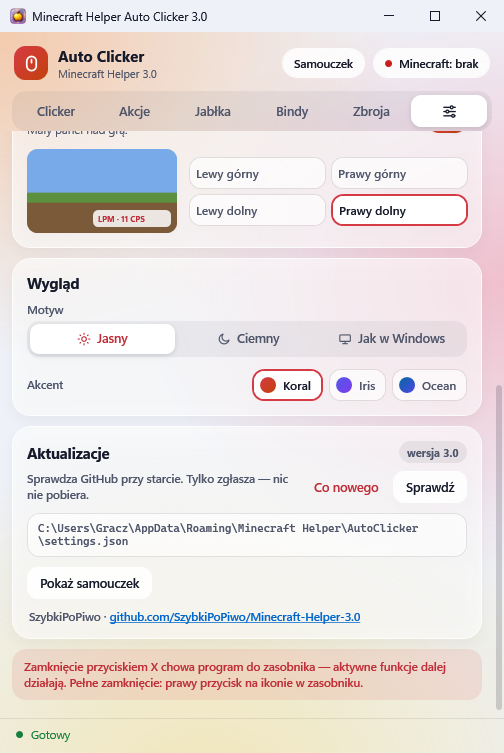 Minecraft Helper Auto Clicker 3.0
Auto Clicker
Minecraft Helper 3.0
Samouczek
Minecraft: brak
Clicker
Akcje
Jabłka
Bindy
Zbroja
Mały panel nad grą.
LPM · 11 CPS
Lewy górny
Prawy górny
Lewy dolny
Prawy dolny
Wygląd
Motyw
Jasny
Ciemny
Jak w Windows
Akcent
Koral
Iris
Ocean
Aktualizacje
wersja 3.0
Sprawdza GitHub przy starcie. Tylko zgłasza — nic
nie pobiera.
Co nowego
Sprawdź
C:\Users\Gracz\AppData\Roaming\Minecraft Helper\AutoClicker
\settings.json
Pokaż samouczek
SzybkiPoPiwo · github.com/SzybkiPoPiwo/Minecraft-Helper-3.0
Zamknięcie przyciskiem X chowa program do zasobnika — aktywne funkcje dalej
działają. Pełne zamknięcie: prawy przycisk na ikonie w zasobniku.
Gotowy